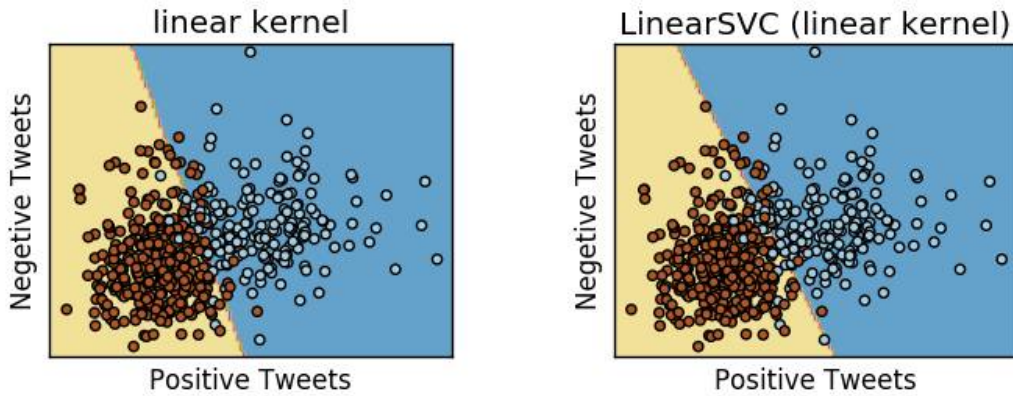 linear kernel
Negetive Tweets
Positive Tweets
LinearSVC (linear kernel)
Negetive Tweets
Positive Tweets